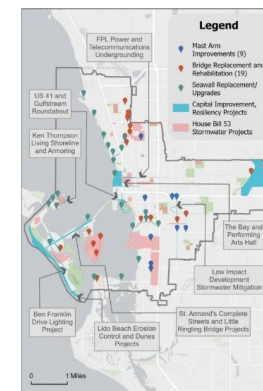 Legend
Mast Arm
Improvements (9)
Bridge Replacement and
Rehabilitation (19)
Seawall Replacement/
Upgrades
Capital Improvement,
Resiliency Projects
House Bill 53
Stormwater Projects
FPL Power and
Telecommunications
Undergrounding
US 41 and
Gulfstream
Roundabout
Ken Thompson
Living Shoreline
and Armoring
The Bay and
Performing
Arts Hall
Low Impact
Development
Stormwater Mitigation
St. Armand's Complete
Streets and Little
Ringling Bridge Projects
Lido Beach Erosion
Control and Dunes
Projects
Ben Franklin
Drive Lighting
Project
0 1 Miles